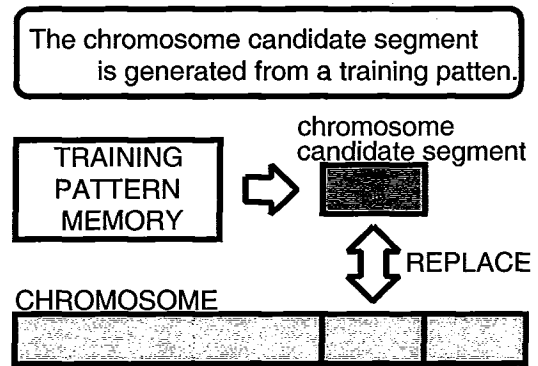 The chromosome candidate segment
is generated from a training patten.
chromosome
candidate segment
TRAINING
PATTERN
MEMORY
REPLACE
CHROMOSOME